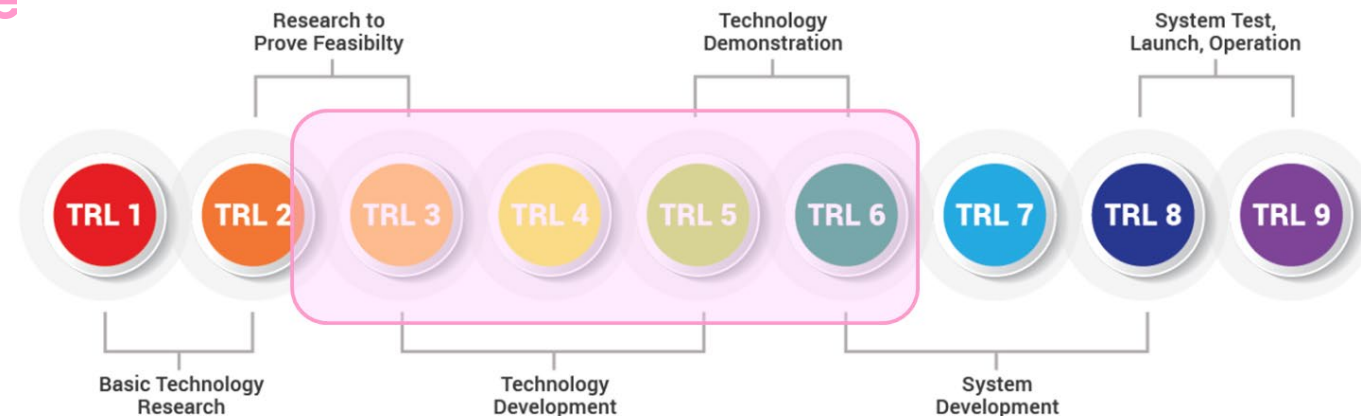 Research to
Prove Feasibilty
Technology
Demonstration
System Test,
Launch, Operation
TRL 1
TRL 2
TRL 3
TRL 4
TRL 5
TRL 6
TRL 7
TRL 8
TRL 9
Basic Technology
Research
Technology
Development
System
Development